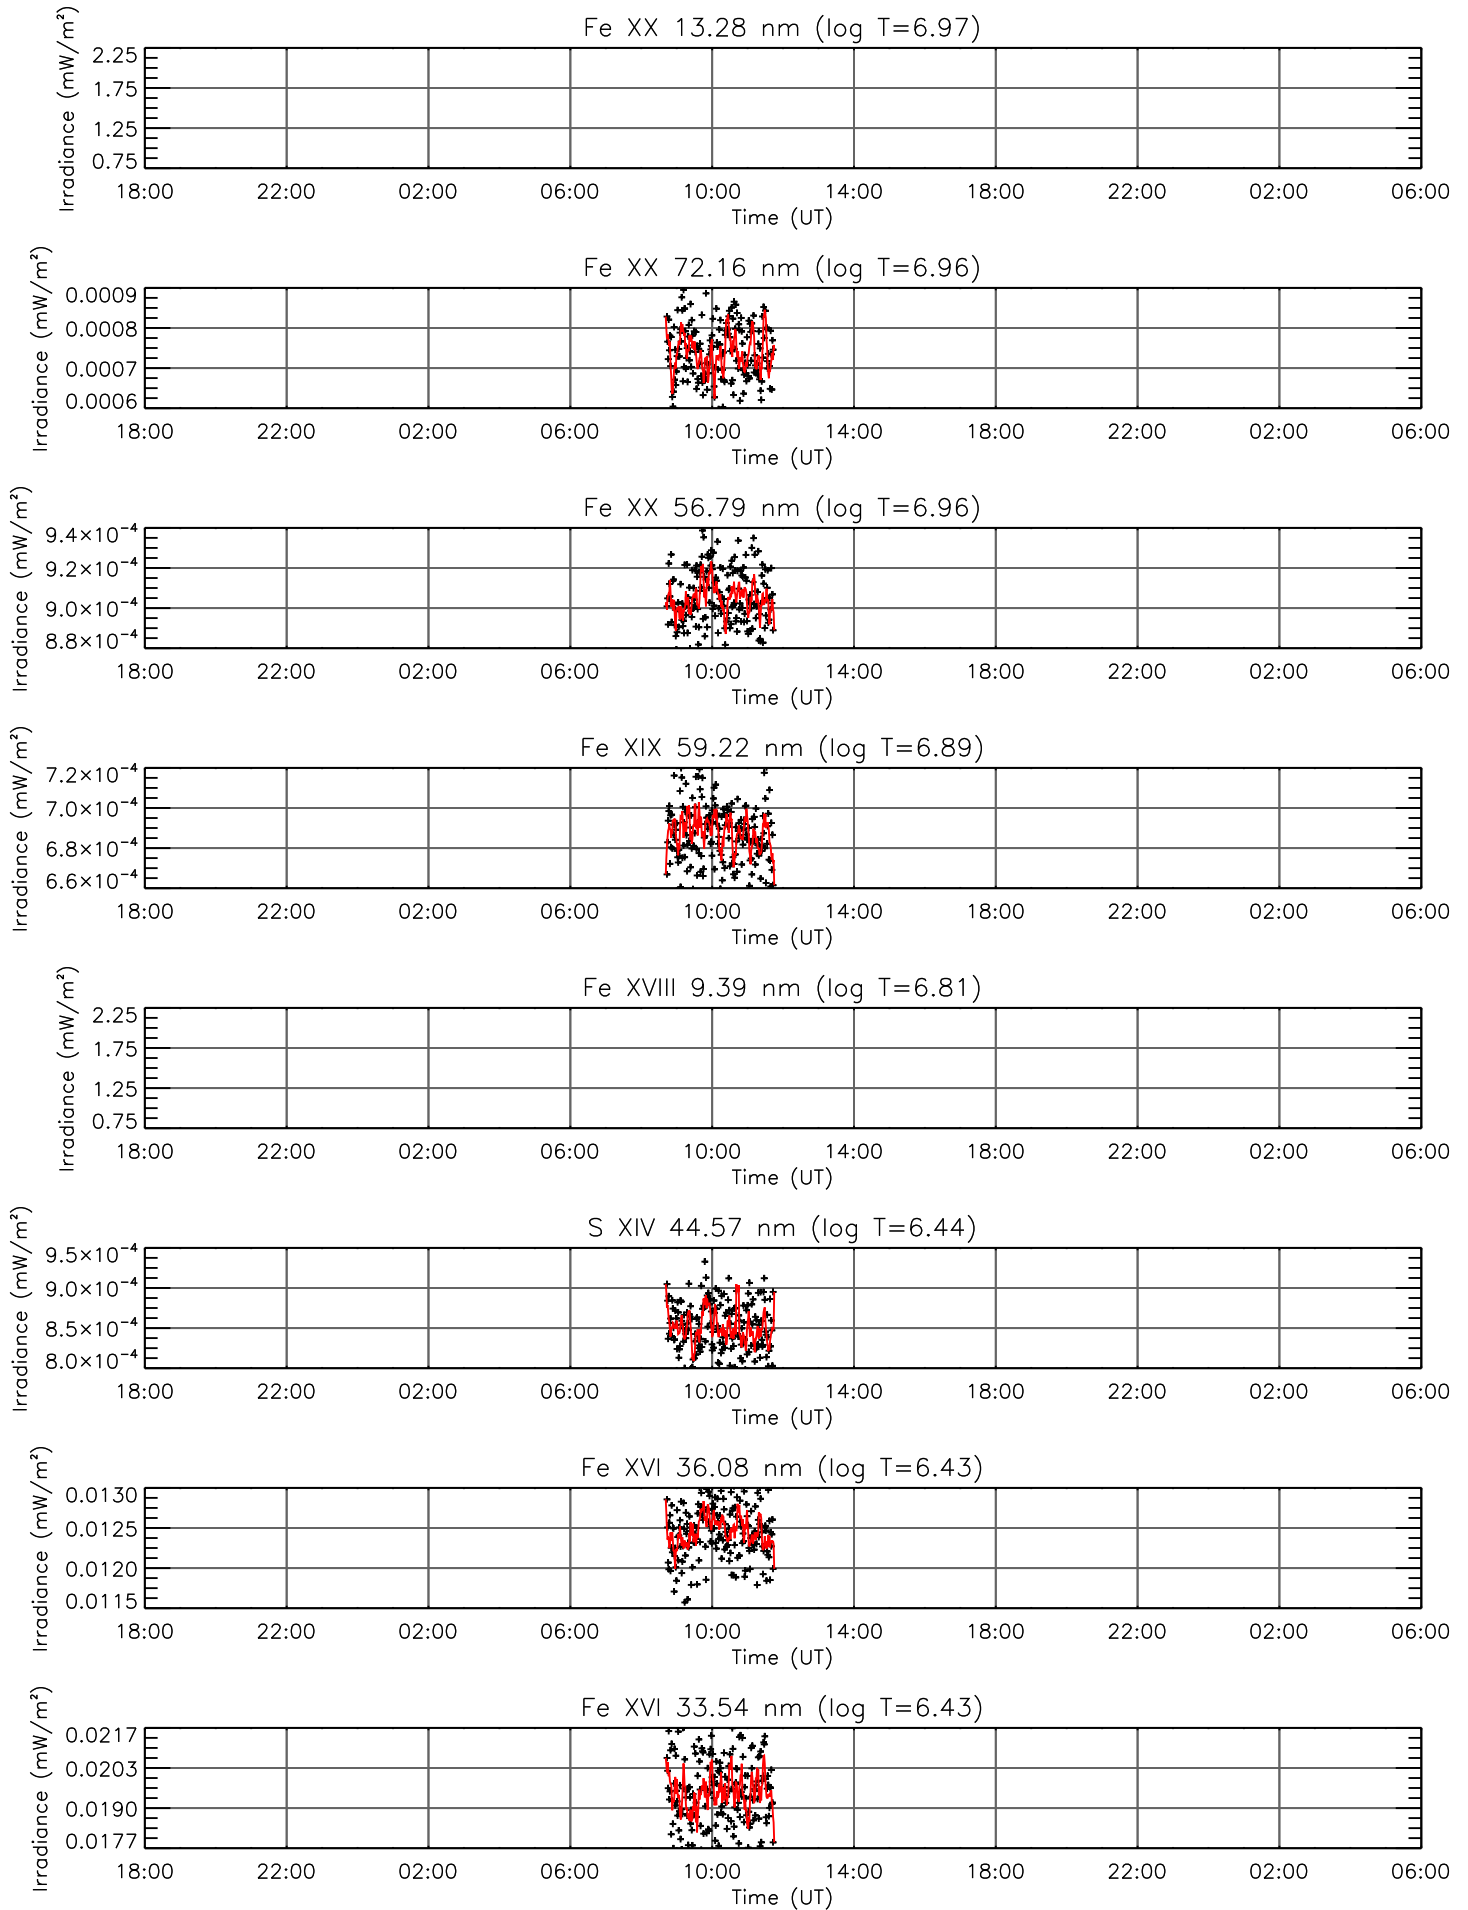 Fe XX 13.28 nm (log T=6.97)
Irradiance (mW/m²)
2.25
1.75
1.25
0.75
18:00 22:00 02:00 06:00 10:00 14:00 18:00 22:00 02:00 06:00
Time (UT)
Fe XX 72.16 nm (log T=6.96)
Irradiance (mW/m²)
0.0009
0.0008
0.0007
0.0006
18:00 22:00 02:00 06:00 10:00 14:00 18:00 22:00 02:00 06:00
Time (UT)
Fe XX 56.79 nm (log T=6.96)
Irradiance (mW/m²)
9.4×10⁻⁴
9.2×10⁻⁴
9.0×10⁻⁴
8.8×10⁻⁴
18:00 22:00 02:00 06:00 10:00 14:00 18:00 22:00 02:00 06:00
Time (UT)
Fe XIX 59.22 nm (log T=6.89)
Irradiance (mW/m²)
7.2×10⁻⁴
7.0×10⁻⁴
6.8×10⁻⁴
6.6×10⁻⁴
18:00 22:00 02:00 06:00 10:00 14:00 18:00 22:00 02:00 06:00
Time (UT)
Fe XVIII 9.39 nm (log T=6.81)
Irradiance (mW/m²)
2.25
1.75
1.25
0.75
18:00 22:00 02:00 06:00 10:00 14:00 18:00 22:00 02:00 06:00
Time (UT)
S XIV 44.57 nm (log T=6.44)
Irradiance (mW/m²)
9.5×10⁻⁴
9.0×10⁻⁴
8.5×10⁻⁴
8.0×10⁻⁴
18:00 22:00 02:00 06:00 10:00 14:00 18:00 22:00 02:00 06:00
Time (UT)
Fe XVI 36.08 nm (log T=6.43)
Irradiance (mW/m²)
0.0130
0.0125
0.0120
0.0115
18:00 22:00 02:00 06:00 10:00 14:00 18:00 22:00 02:00 06:00
Time (UT)
Fe XVI 33.54 nm (log T=6.43)
Irradiance (mW/m²)
0.0217
0.0203
0.0190
0.0177
18:00 22:00 02:00 06:00 10:00 14:00 18:00 22:00 02:00 06:00
Time (UT)